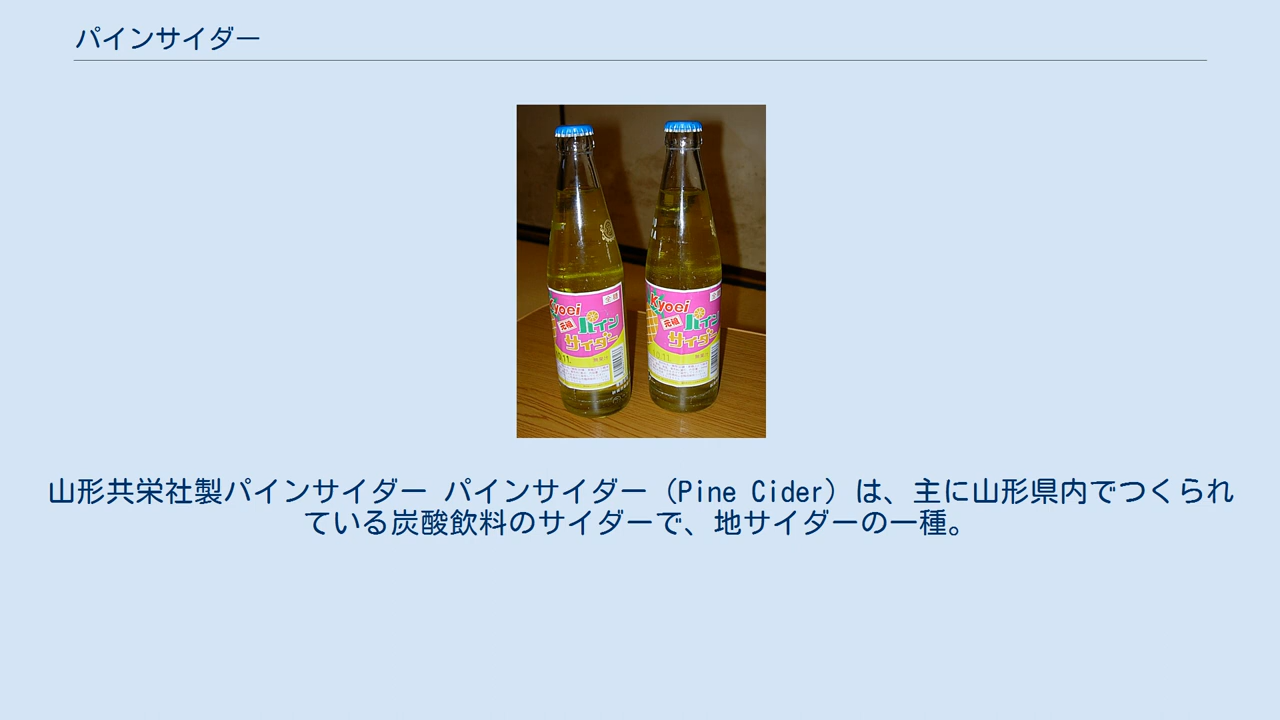 パインサイダー
Kyoei
元祖 パイン
サイダー
Kyoei
元祖 パイン
サイダー
山形共栄社製パインサイダー パインサイダー（Pine Cider）は、主に山形県内でつくられ
ている炭酸飲料のサイダーで、地サイダーの一種。